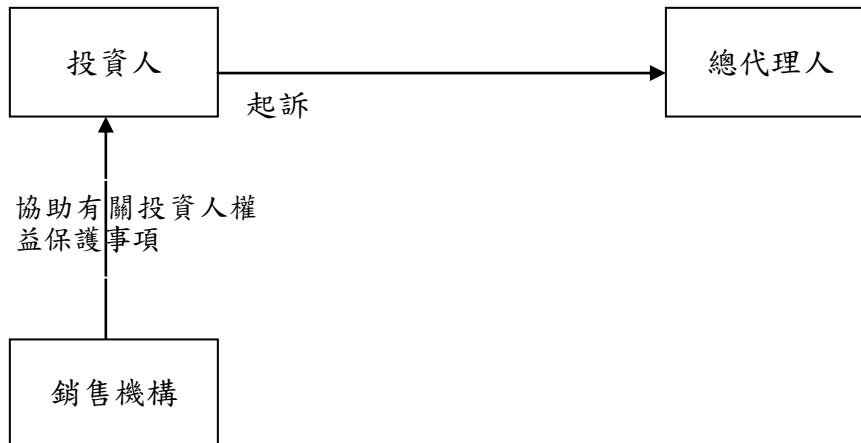 投資人
總代理人
起訴
協助有關投資人權
益保護事項
銷售機構